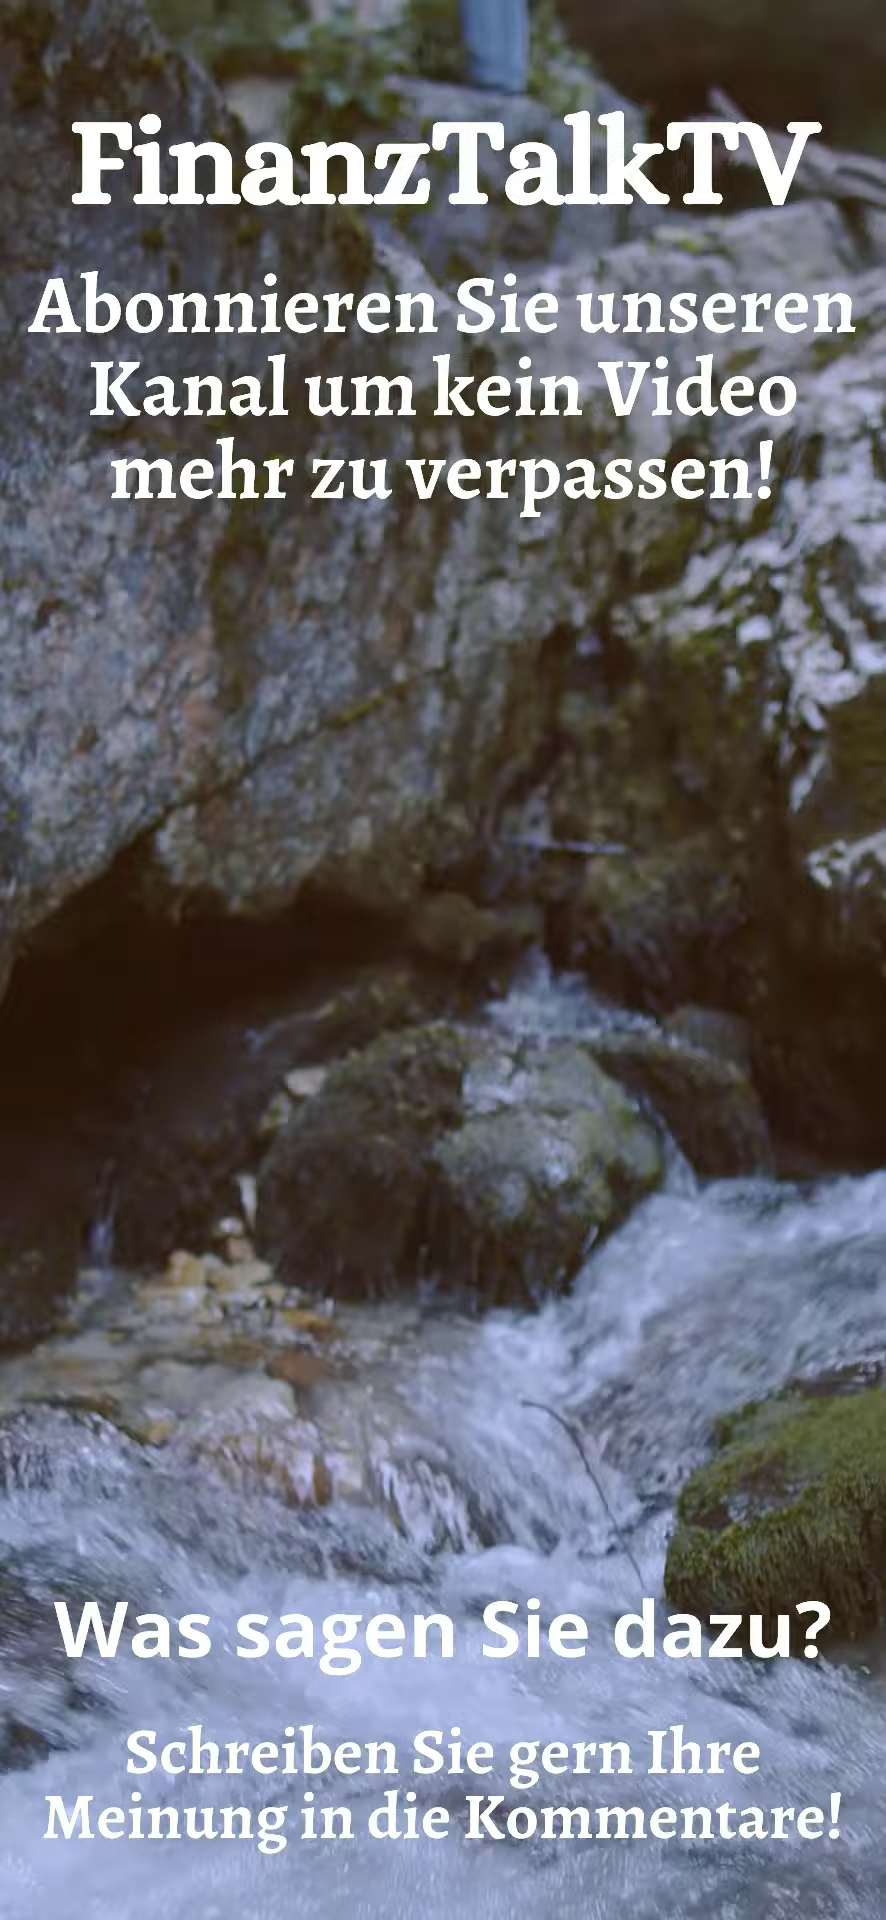 FinanzTalkTV
Abonnieren Sie unseren
Kanal um kein Video
mehr zu verpassen!
Was sagen Sie dazu?
Schreiben Sie gern Ihre
Meinung in die Kommentare!